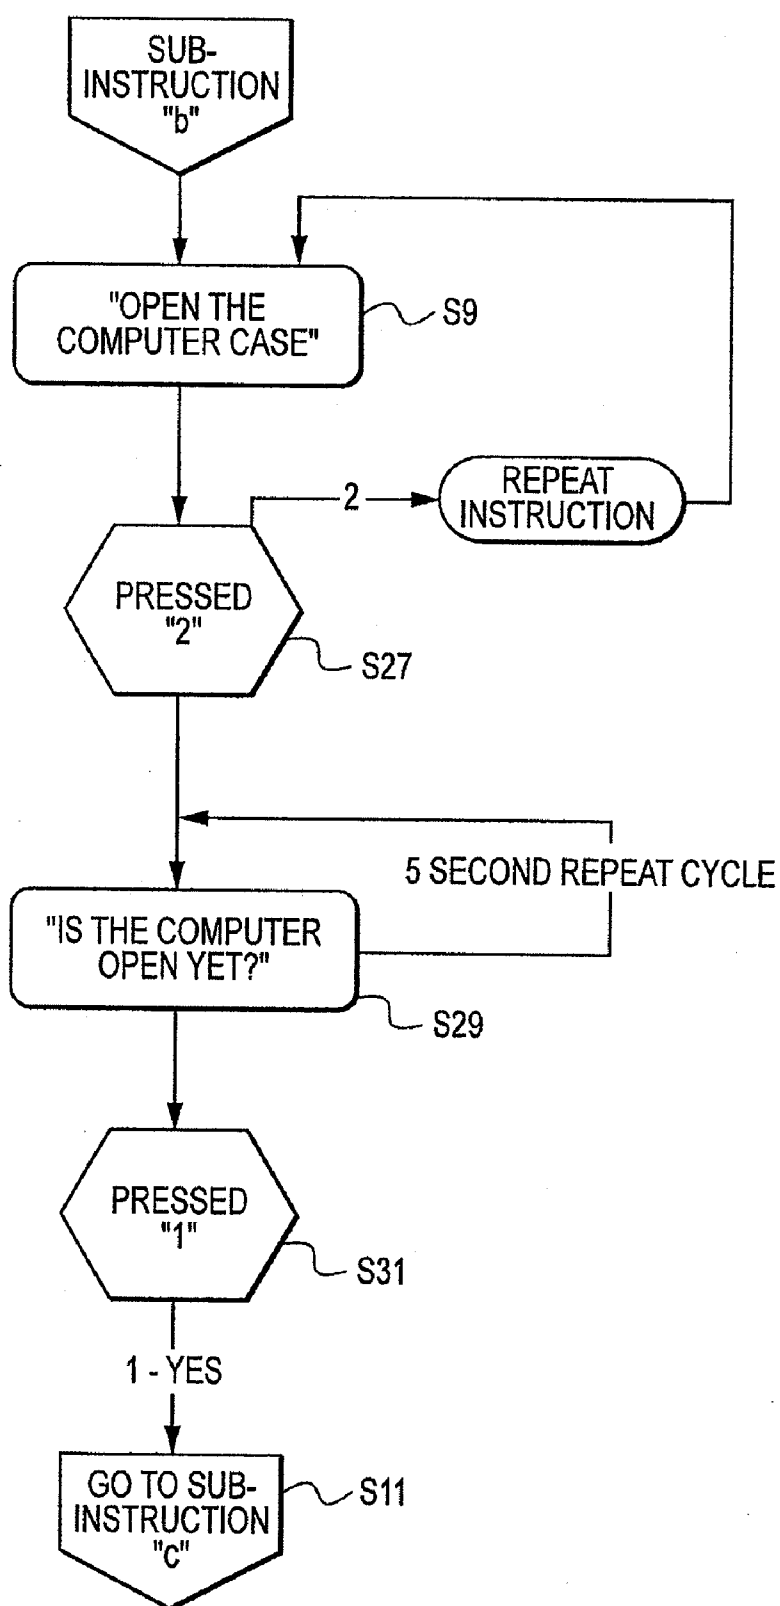 SUB-
INSTRUCTION
"b"
"OPEN THE
COMPUTER CASE"
S9
2
REPEAT
INSTRUCTION
PRESSED
"2"
S27
5 SECOND REPEAT CYCLE
"IS THE COMPUTER
OPEN YET?"
S29
PRESSED
"1"
S31
1 - YES
GO TO SUB-
INSTRUCTION
"c"
S11